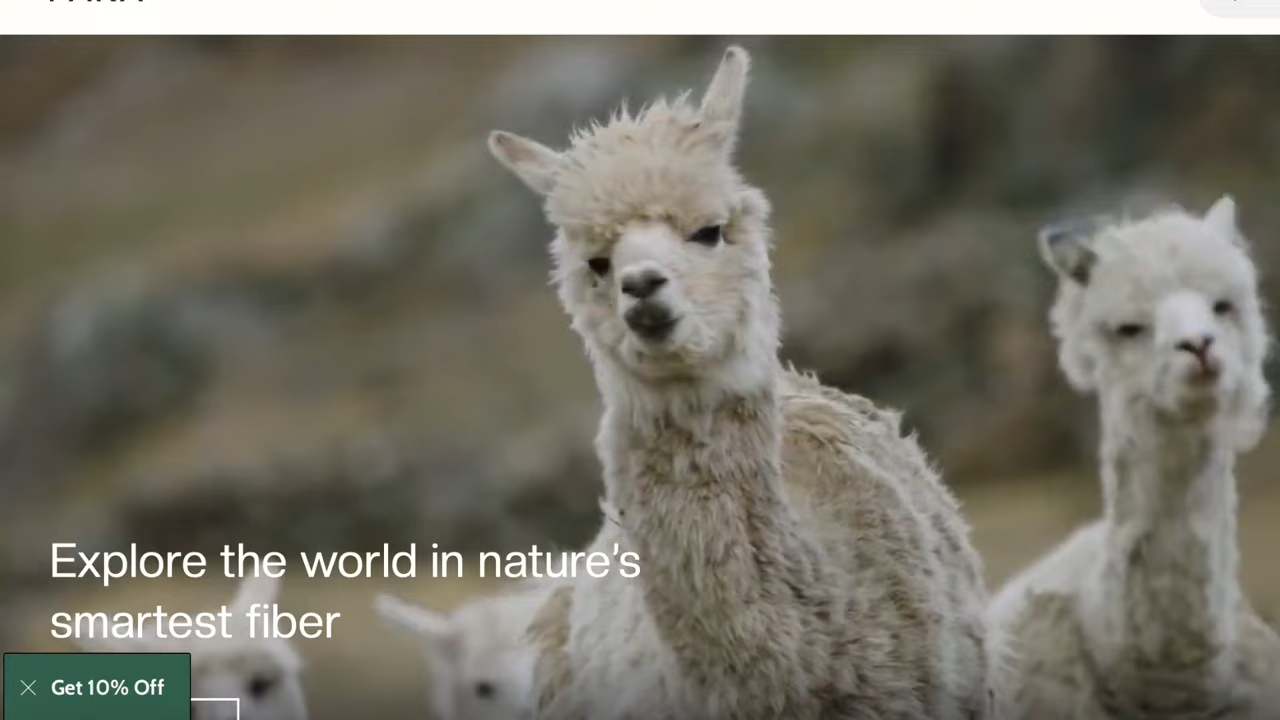 Explore the world in nature’s
smartest fiber
Get 10% Off